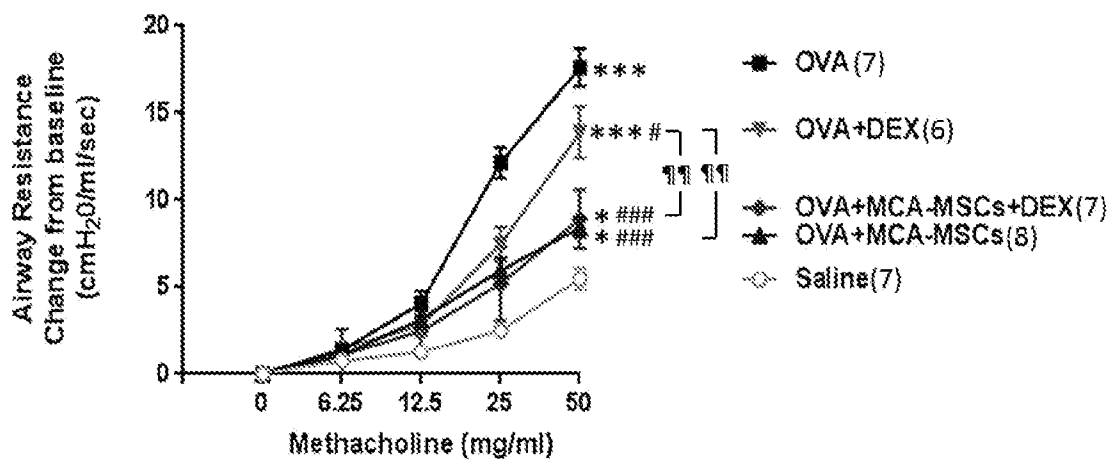 Airway Resistance
Change from baseline
(cmH₂0/ml/sec)
20
15
10
5
0
0 6.25 12.5 25 50
Methacholine (mg/ml)
***
***#
*###
*###
¶¶ ¶¶
OVA(7)
OVA+DEX(6)
OVA+MCA-MSCs+DEX(7)
OVA+MCA-MSCs(8)
Saline(7)